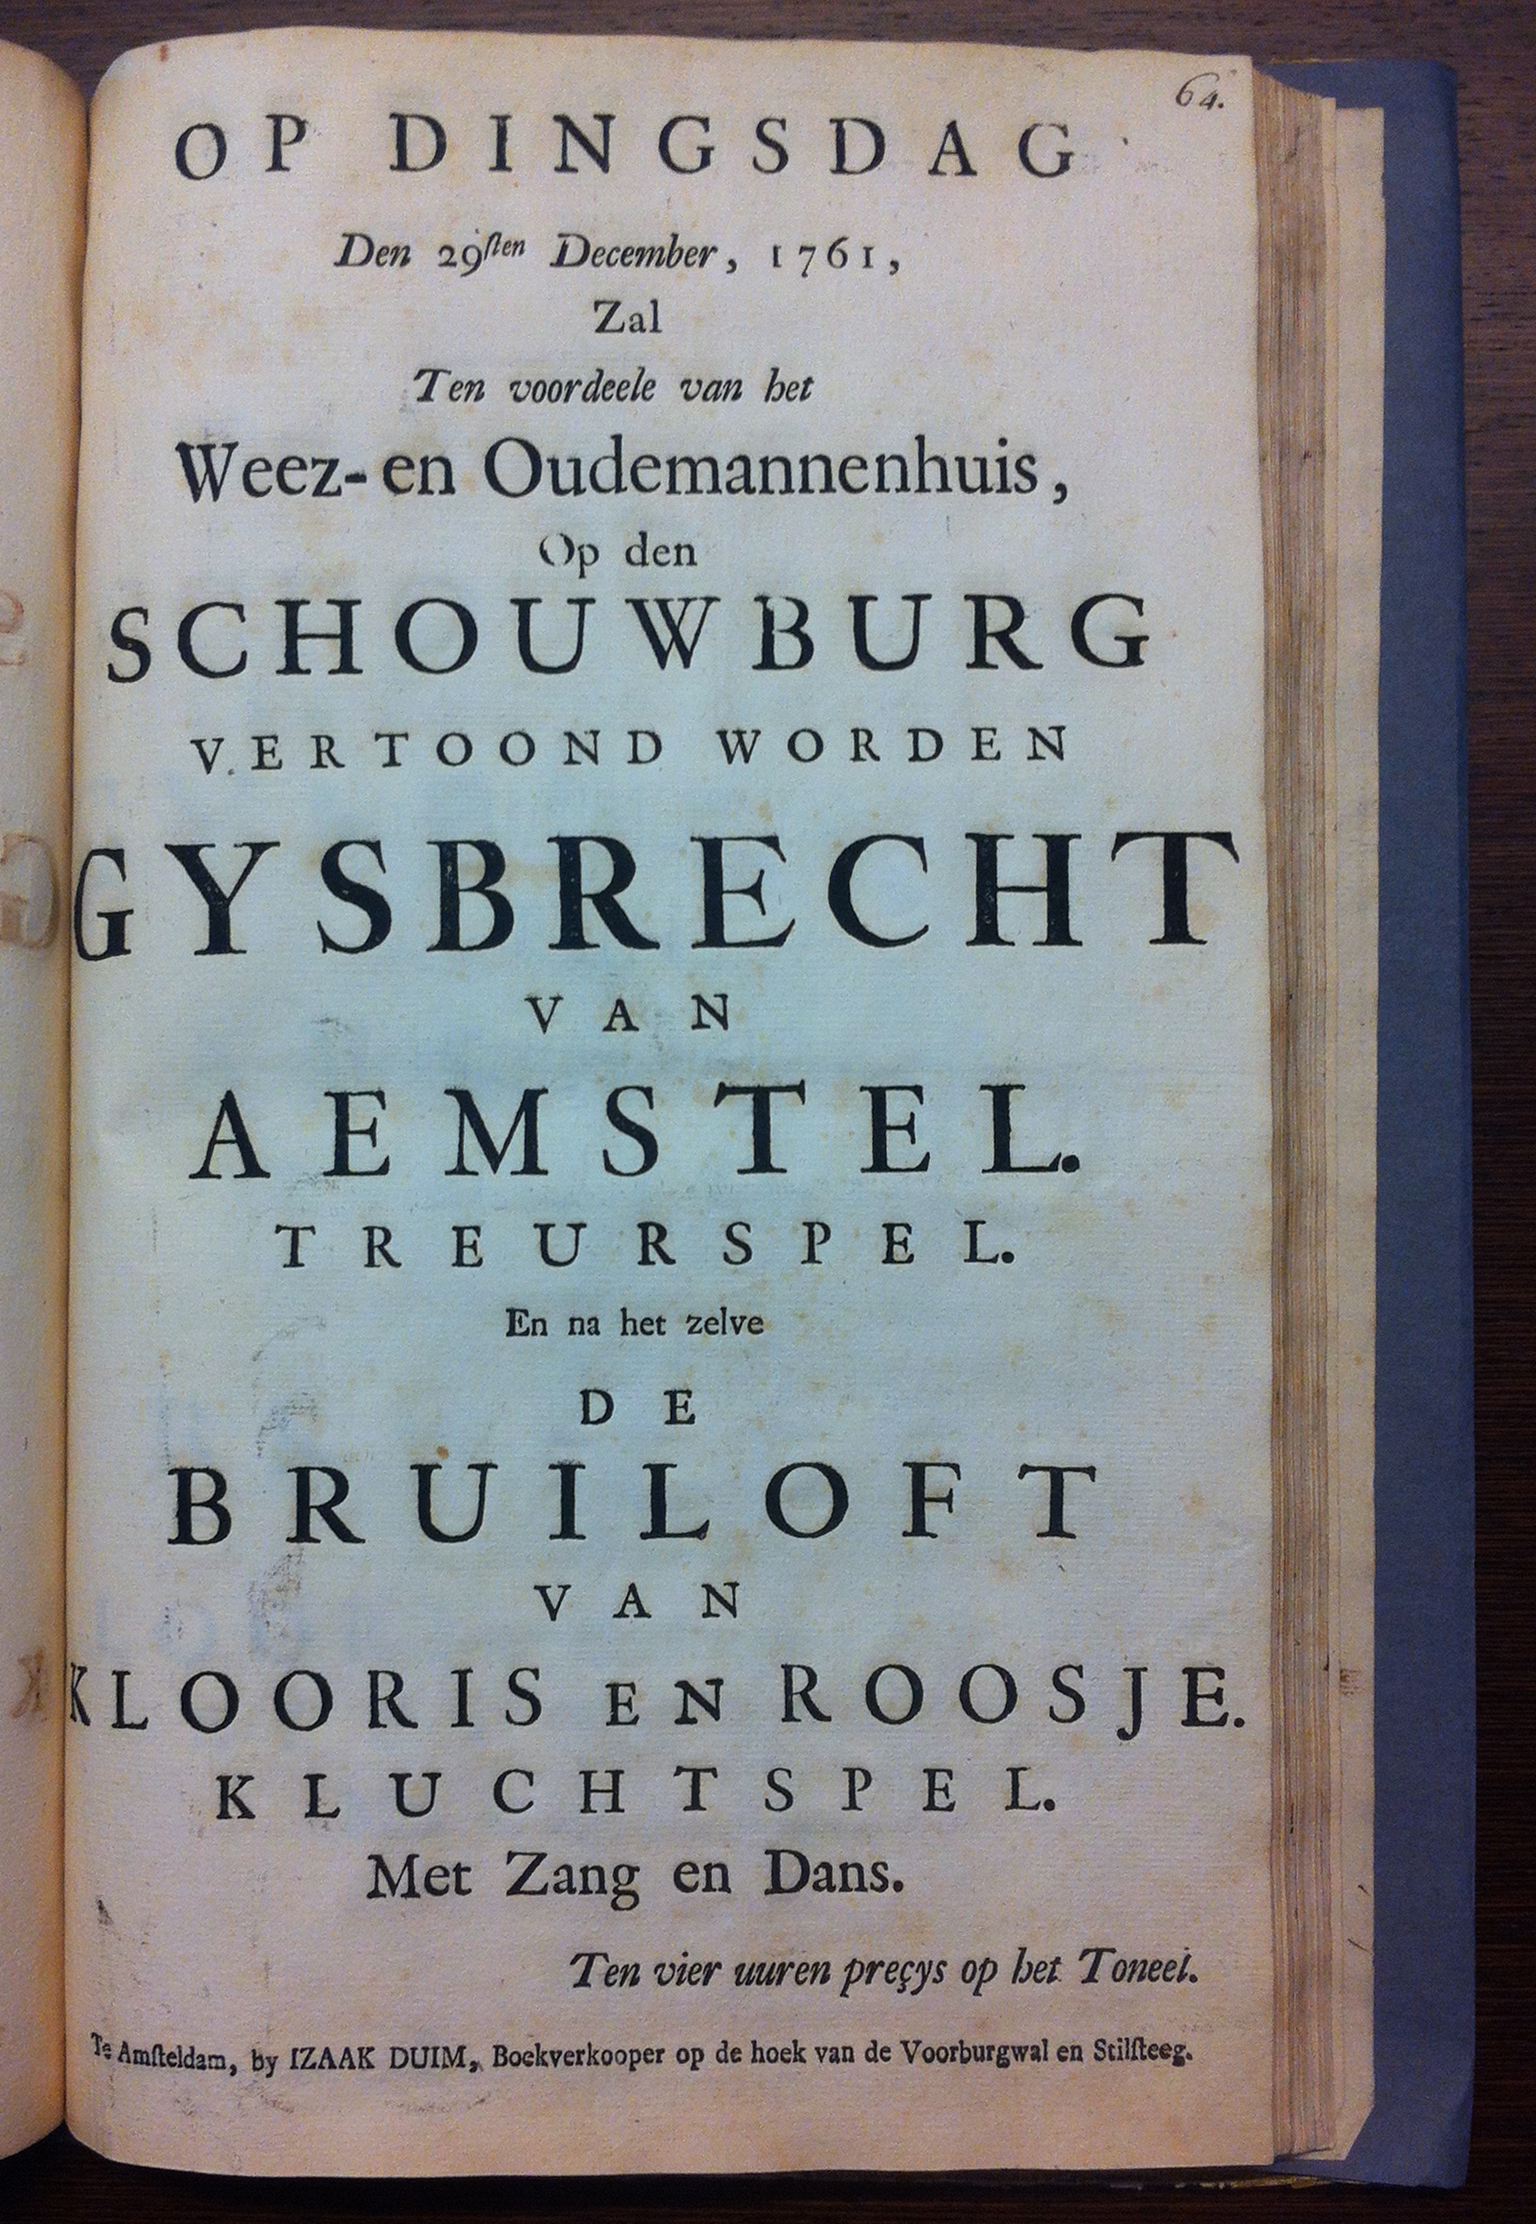 64.
OP DINGSDAG
Den 29ſten December, 1761,
Zal
Ten voordeele van het
Weez- en Oudemannenhuis,
Op den
SCHOUWBURG
VERTOOND WORDEN
GYSBRECHT
VAN
AEMSTEL.
TREURSPEL.
En na het zelve
DE
BRUILOFT
VAN
KLOORIS EN ROOSJE.
KLUCHTSPEL.
Met Zang en Dans.
Ten vier uuren preçys op het Toneel.
Te Amſteldam, by IZAAK DUIM, Boekverkooper op de hoek van de Voorburgwal en Stilſteeg.